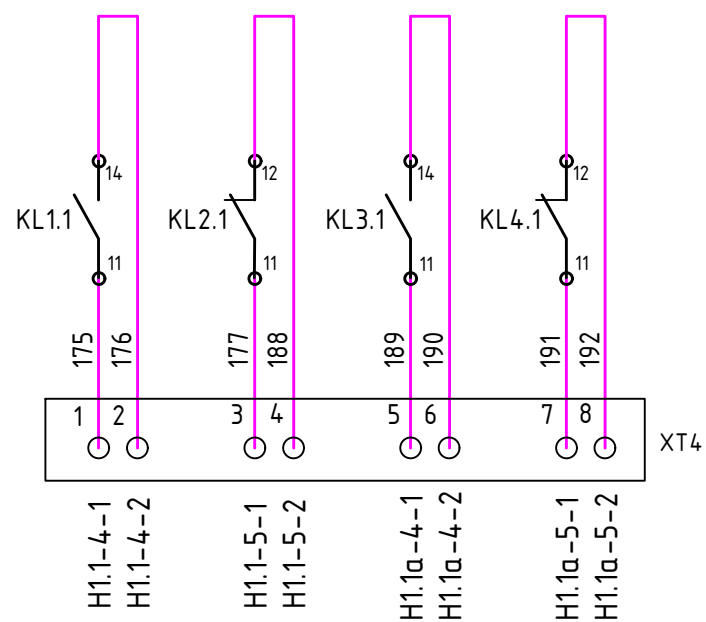 14 12 14 12
KL1.1 KL2.1 KL3.1 KL4.1
11 11 11 11
175 176 177 188 189 190 191 192
1 2 3 4 5 6 7 8
XT4
H1.1-4-1
H1.1-4-2
H1.1-5-1
H1.1-5-2
H1.1a-4-1
H1.1a-4-2
H1.1a-5-1
H1.1a-5-2